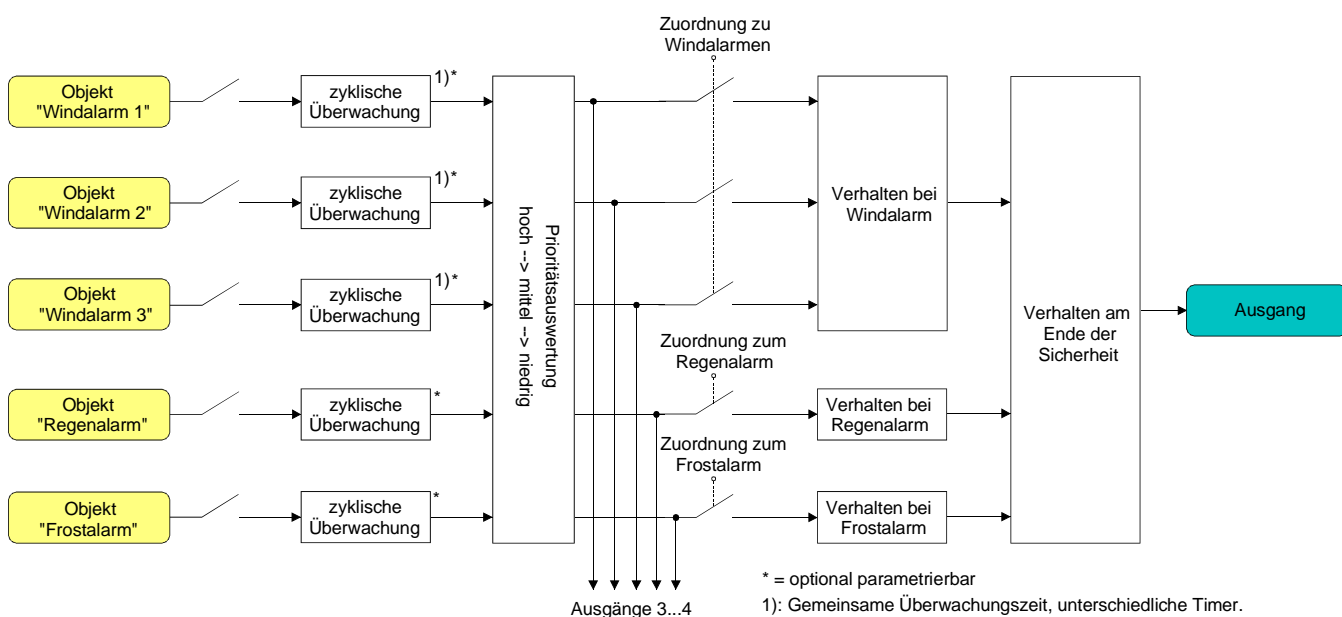 Zuordnung zu
Windalarmen
Objekt
"Windalarm 1"
zyklische
Überwachung
1)*
Objekt
"Windalarm 2"
zyklische
Überwachung
1)*
Verhalten bei
Windalarm
Objekt
"Windalarm 3"
zyklische
Überwachung
1)*
Prioritätsauswertung
hoch --> mittel --> niedrig
Verhalten am
Ende der
Sicherheit
Ausgang
Zuordnung zum
Regenalarm
Objekt
"Regenalarm"
zyklische
Überwachung
*
Verhalten bei
Regenalarm
Zuordnung zum
Frostalarm
Objekt
"Frostalarm"
zyklische
Überwachung
*
Verhalten bei
Frostalarm
* = optional parametrierbar
Ausgänge 3...4
1): Gemeinsame Überwachungszeit, unterschiedliche Timer.